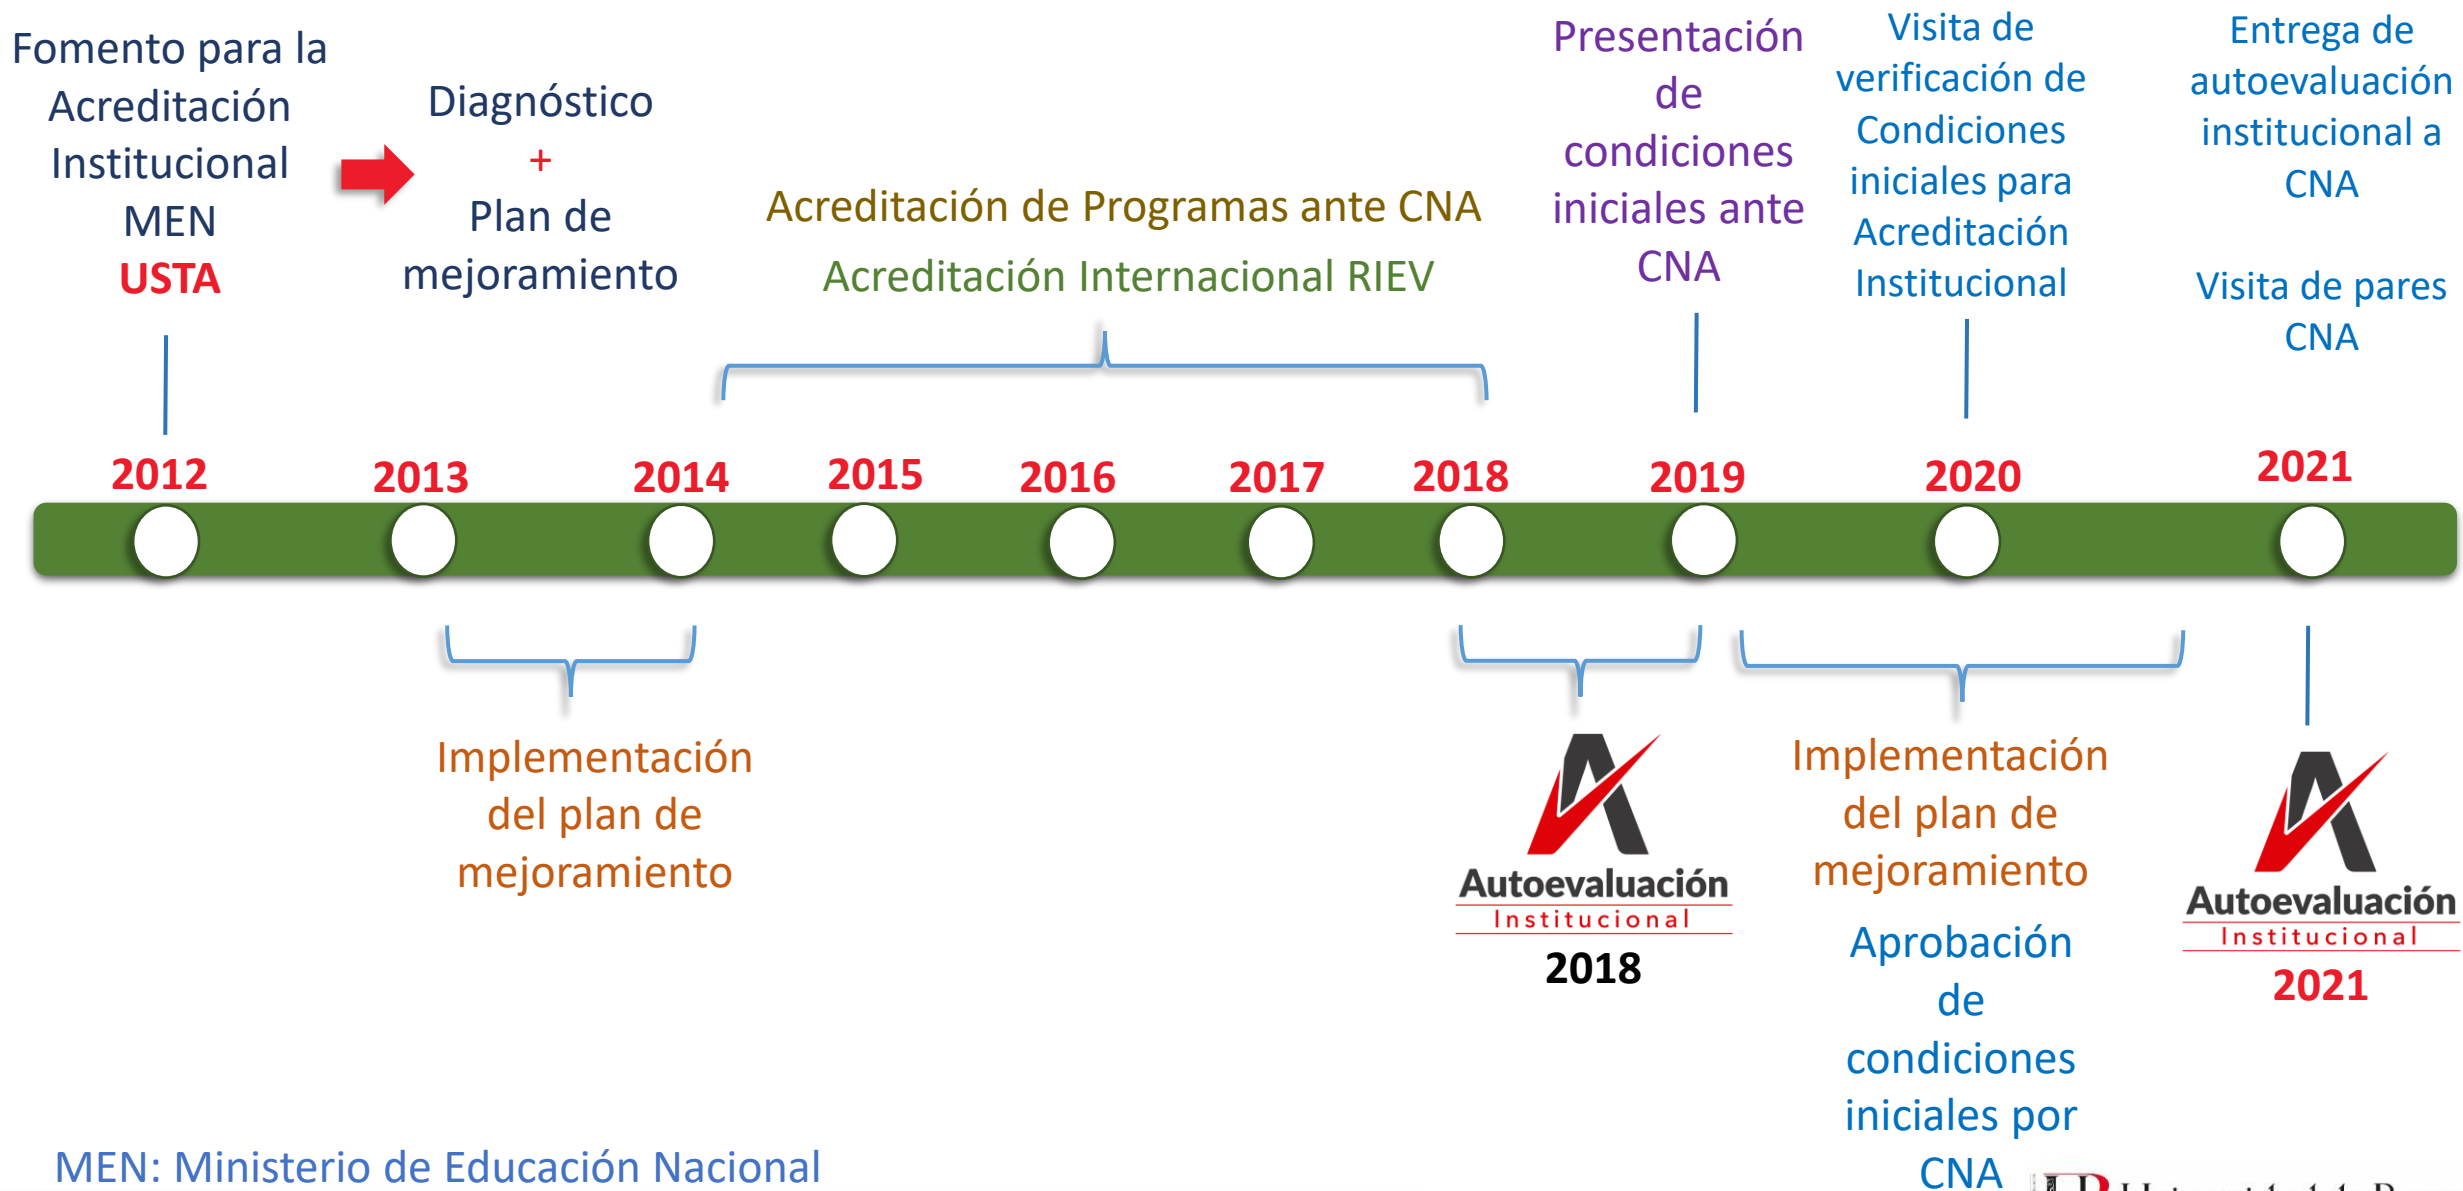 Fomento para la
Acreditación
Institucional
MEN
USTA
Diagnóstico
+
Plan de
mejoramiento
Acreditación de Programas ante CNA
Acreditación Internacional RIEV
Presentación
de
condiciones
iniciales ante
CNA
Visita de
verificación de
Condiciones
iniciales para
Acreditación
Institucional
Entrega de
autoevaluación
institucional a
CNA
Visita de pares
CNA
2012
2013
2014
2015
2016
2017
2018
2019
2020
2021
Implementación
del plan de
mejoramiento
Autoevaluación
Institucional
2018
Implementación
del plan de
mejoramiento
Aprobación
de
condiciones
iniciales por
CNA
Autoevaluación
Institucional
2021
MEN: Ministerio de Educación Nacional